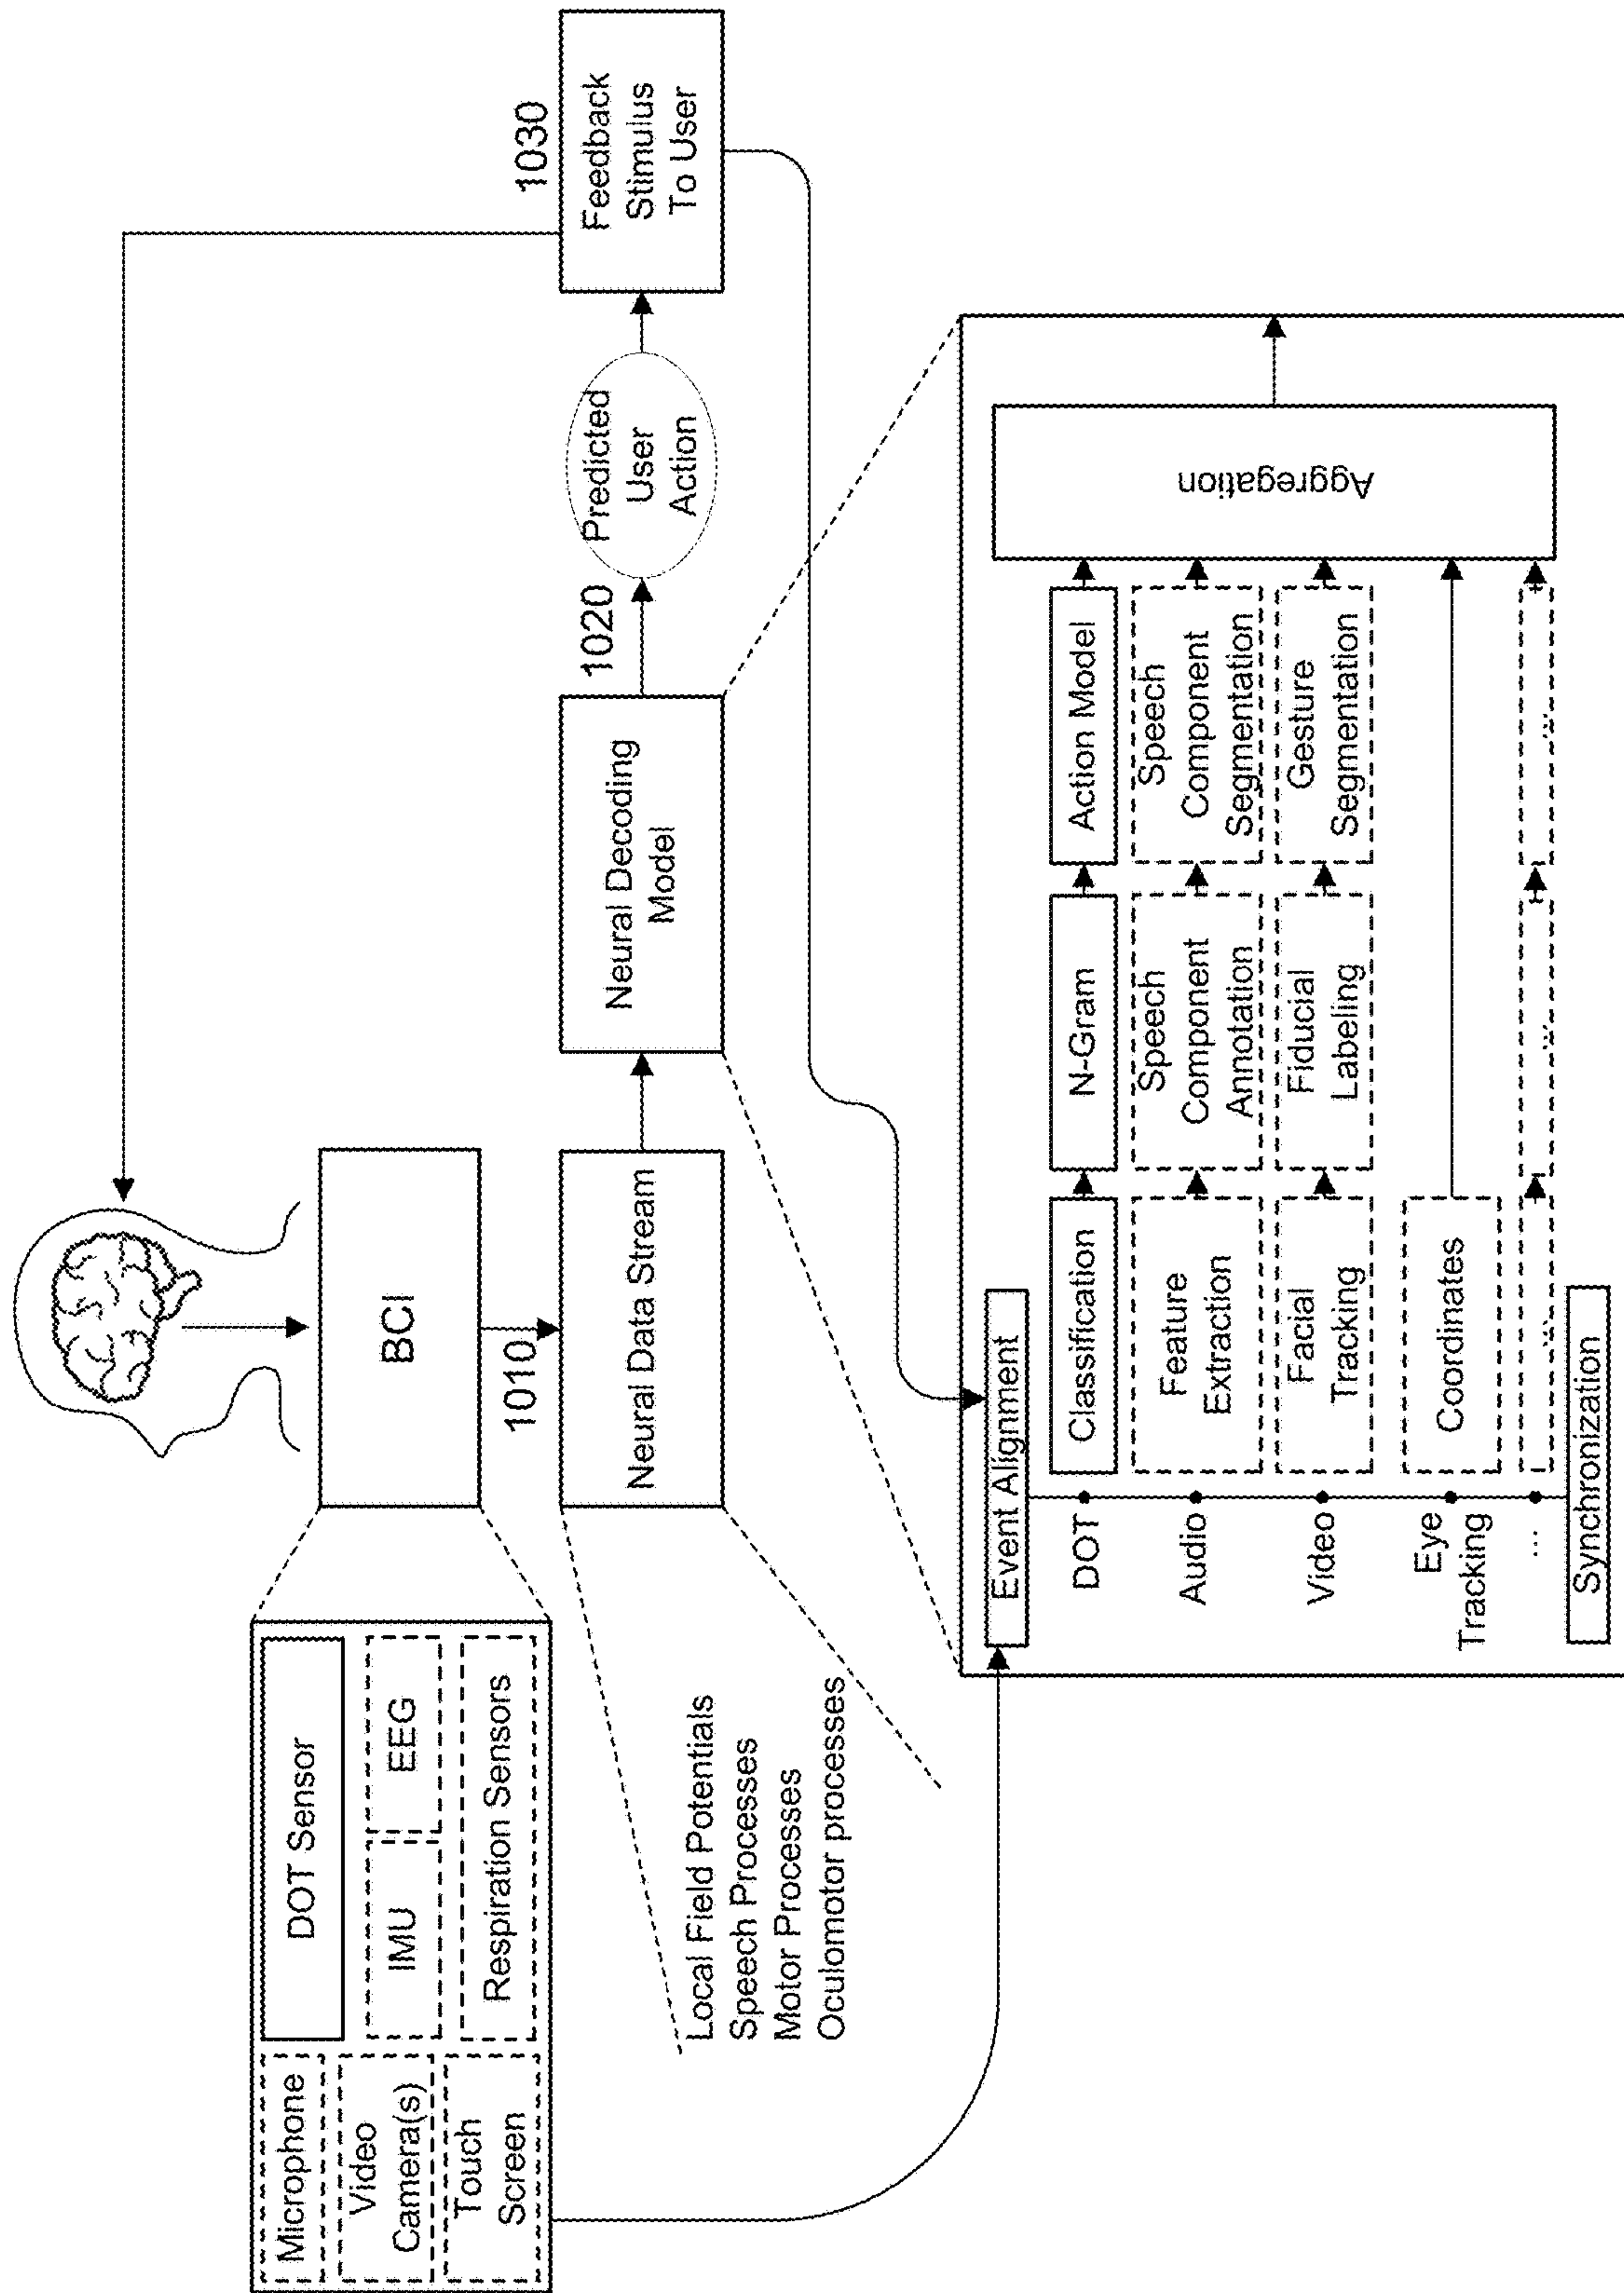 Microphone
Video
Camera(s)
Touch
Screen
DOT Sensor
IMU
EEG
Respiration Sensors
BCI
1010
Neural Data Stream
Local Field Potentials
Speech Processes
Motor Processes
Oculomotor processes
Neural Decoding
Model
1020
Predicted
User
Action
1030
Feedback
Stimulus
To User
Event Alignment
DOT
Classification
N-Gram
Action Model
Audio
Feature
Extraction
Speech
Component
Annotation
Speech
Component
Segmentation
Video
Facial
Tracking
Fiducial
Labeling
Gesture
Segmentation
Eye
Tracking
Coordinates
...
...
...
...
Synchronization
Aggregation